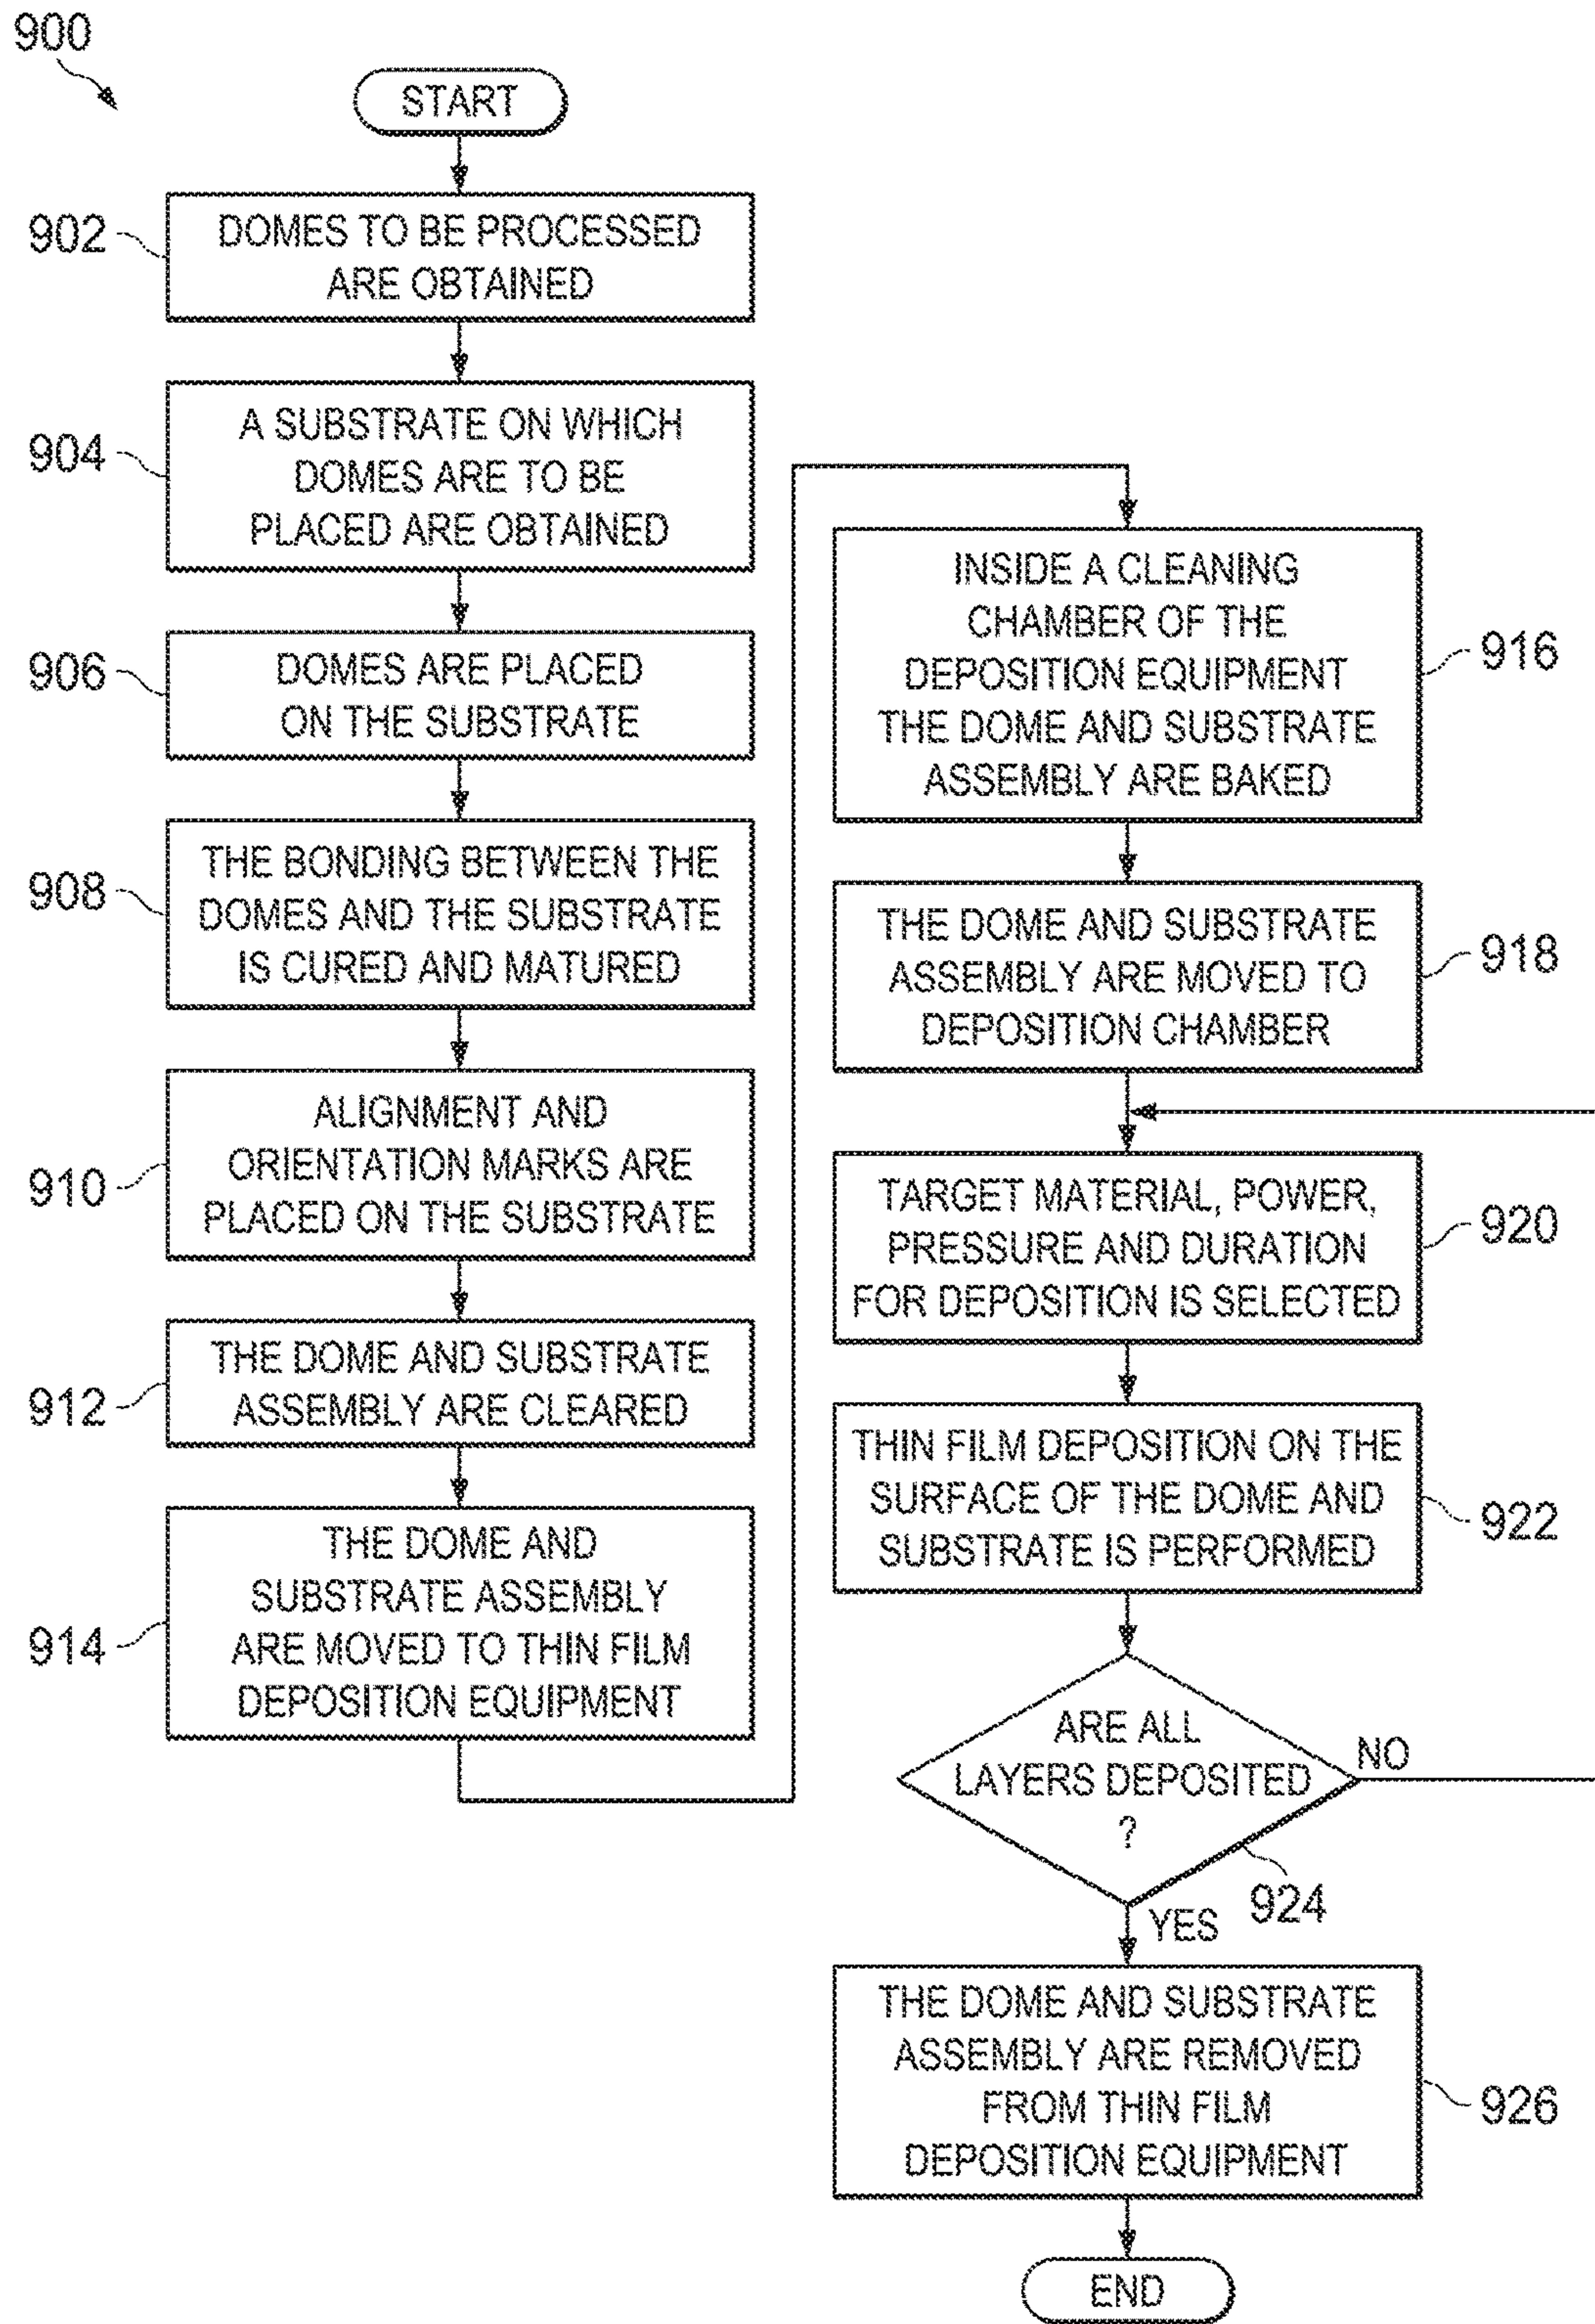 900
START
902
DOMES TO BE PROCESSED
ARE OBTAINED
904
A SUBSTRATE ON WHICH
DOMES ARE TO BE
PLACED ARE OBTAINED
906
DOMES ARE PLACED
ON THE SUBSTRATE
908
THE BONDING BETWEEN THE
DOMES AND THE SUBSTRATE
IS CURED AND MATURED
910
ALIGNMENT AND
ORIENTATION MARKS ARE
PLACED ON THE SUBSTRATE
912
THE DOME AND SUBSTRATE
ASSEMBLY ARE CLEARED
914
THE DOME AND
SUBSTRATE ASSEMBLY
ARE MOVED TO THIN FILM
DEPOSITION EQUIPMENT
INSIDE A CLEANING
CHAMBER OF THE
DEPOSITION EQUIPMENT
THE DOME AND SUBSTRATE
ASSEMBLY ARE BAKED
916
THE DOME AND SUBSTRATE
ASSEMBLY ARE MOVED TO
DEPOSITION CHAMBER
918
TARGET MATERIAL, POWER,
PRESSURE AND DURATION
FOR DEPOSITION IS SELECTED
920
THIN FILM DEPOSITION ON THE
SURFACE OF THE DOME AND
SUBSTRATE IS PERFORMED
922
ARE ALL
LAYERS DEPOSITED
?
NO
924
YES
THE DOME AND SUBSTRATE
ASSEMBLY ARE REMOVED
FROM THIN FILM
DEPOSITION EQUIPMENT
926
END